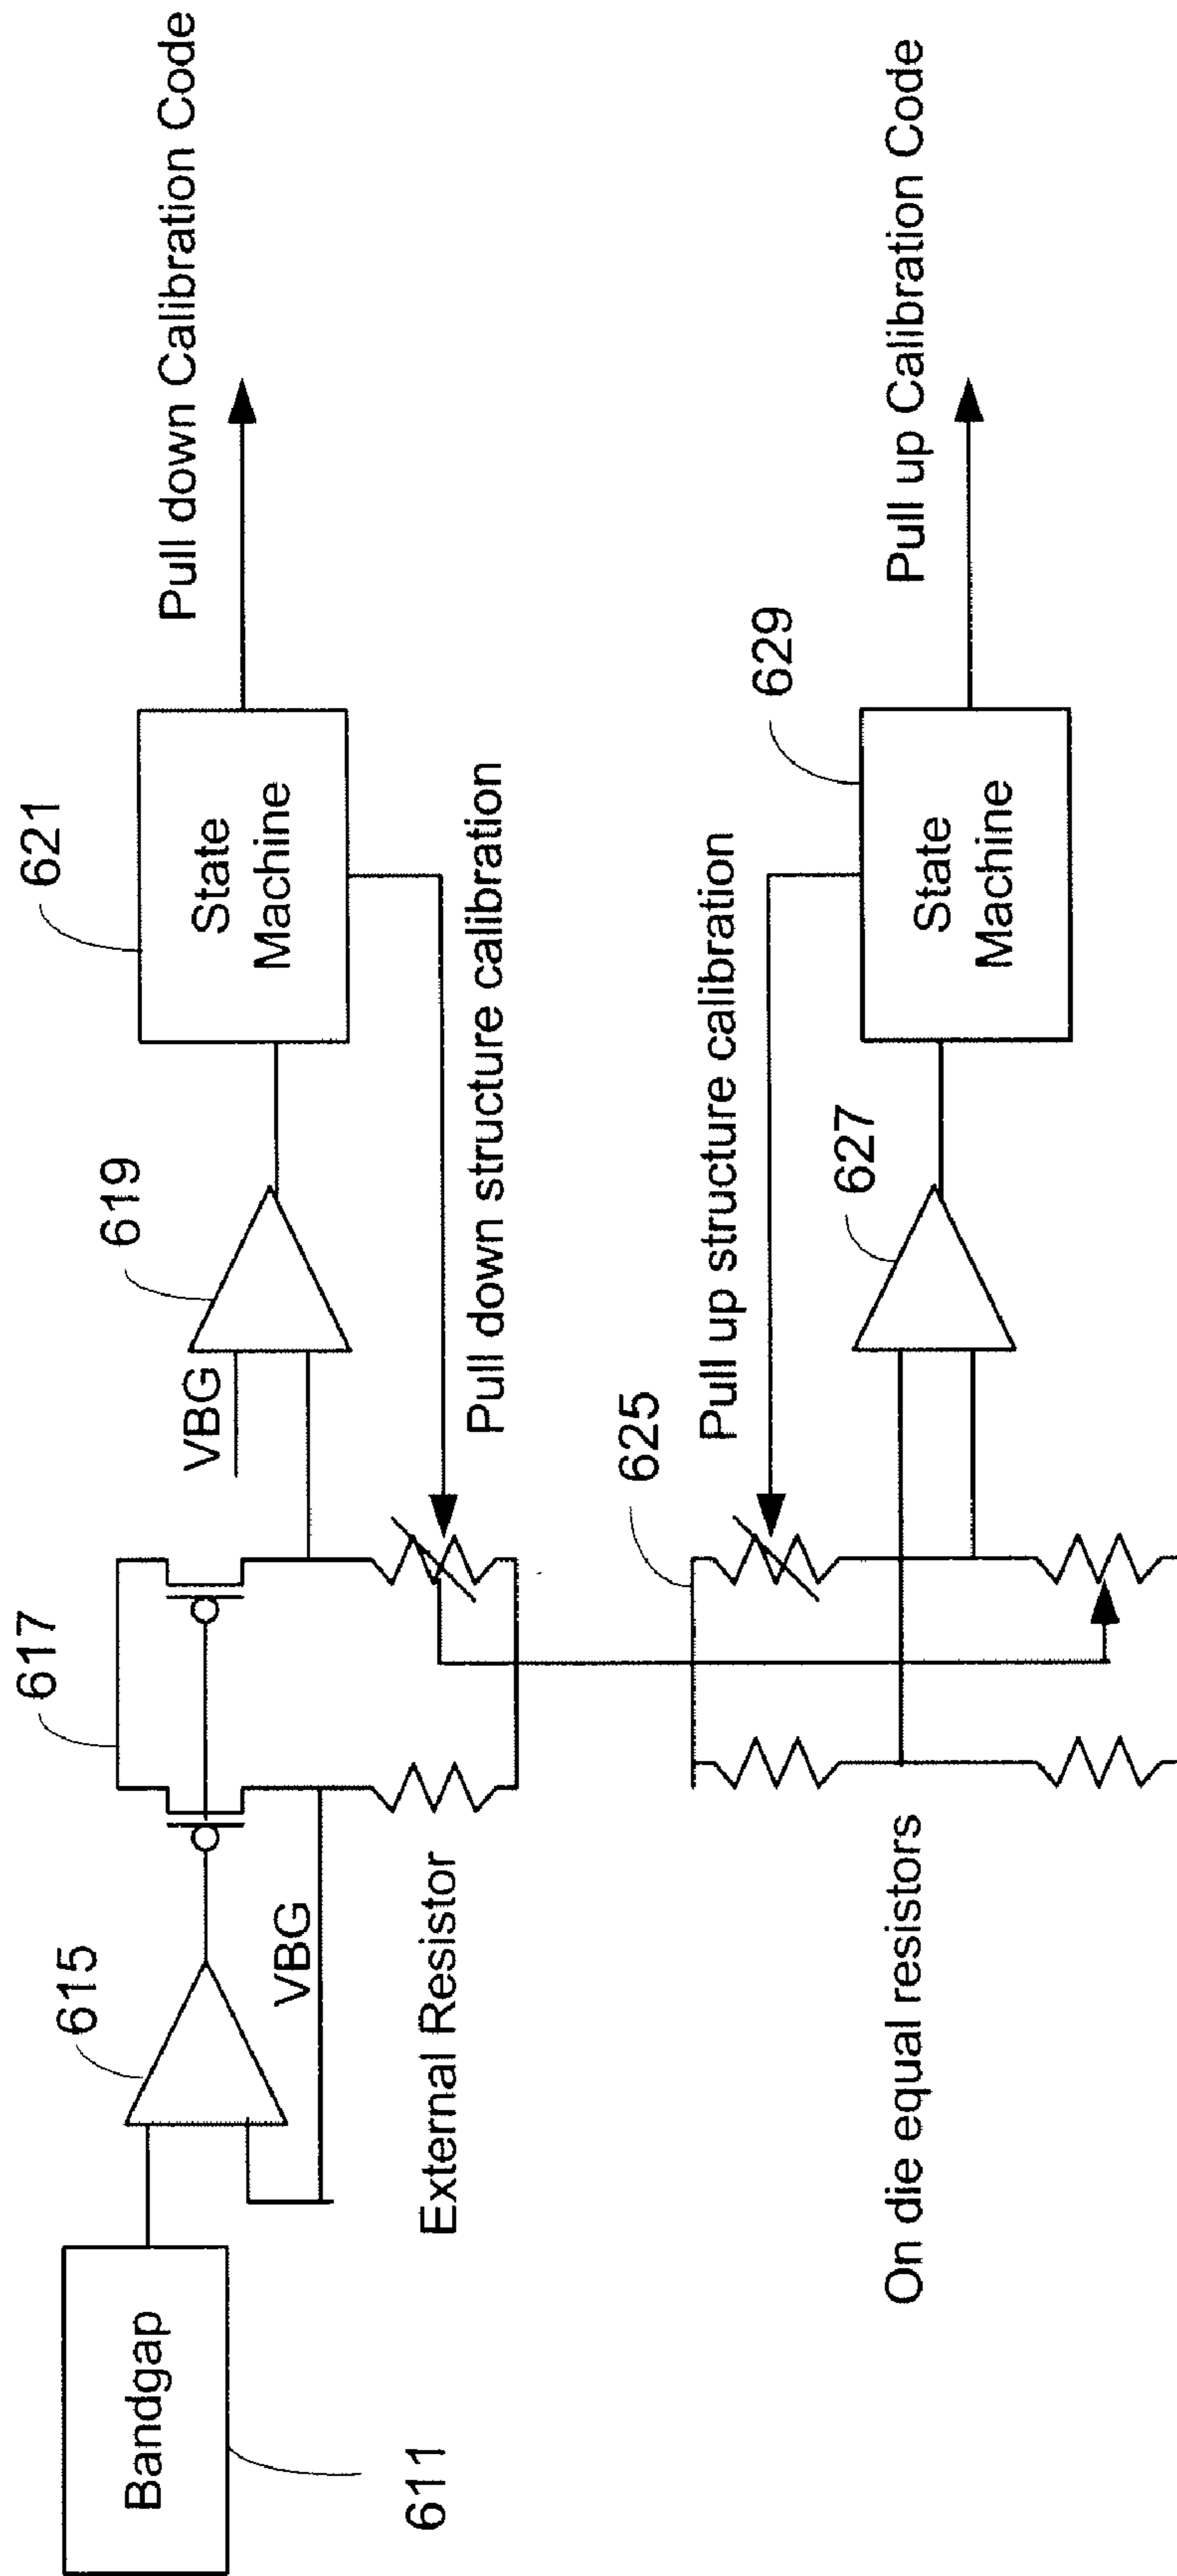 Bandgap
611
615
VBG
External Resistor
617
VBG
619
621
State
Machine
Pull down Calibration Code
Pull down structure calibration
On die equal resistors
625
Pull up structure calibration
627
629
State
Machine
Pull up Calibration Code